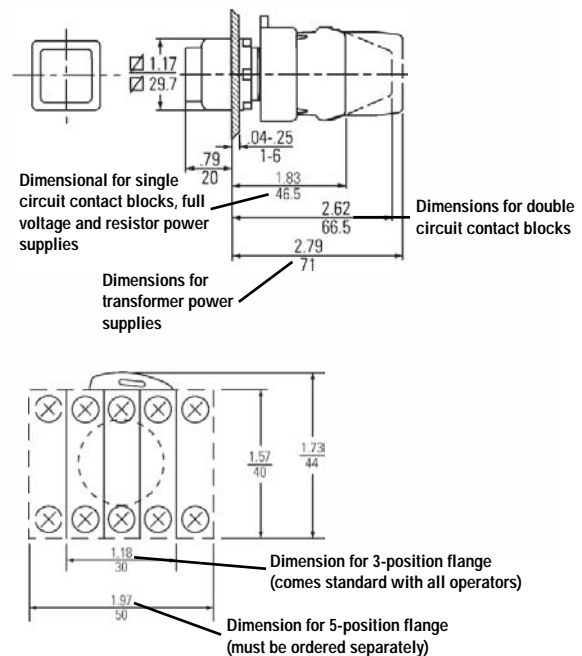 1.17
29.7
.04-.25
1-6
.79
20
1.83
46.5
Dimensional for single
circuit contact blocks, full
voltage and resistor power
supplies
2.62
66.5
Dimensions for double
circuit contact blocks
2.79
71
Dimensions for
transformer power
supplies
1.57
40
1.73
44
1.18
30
Dimension for 3-position flange
(comes standard with all operators)
1.97
50
Dimension for 5-position flange
(must be ordered separately)